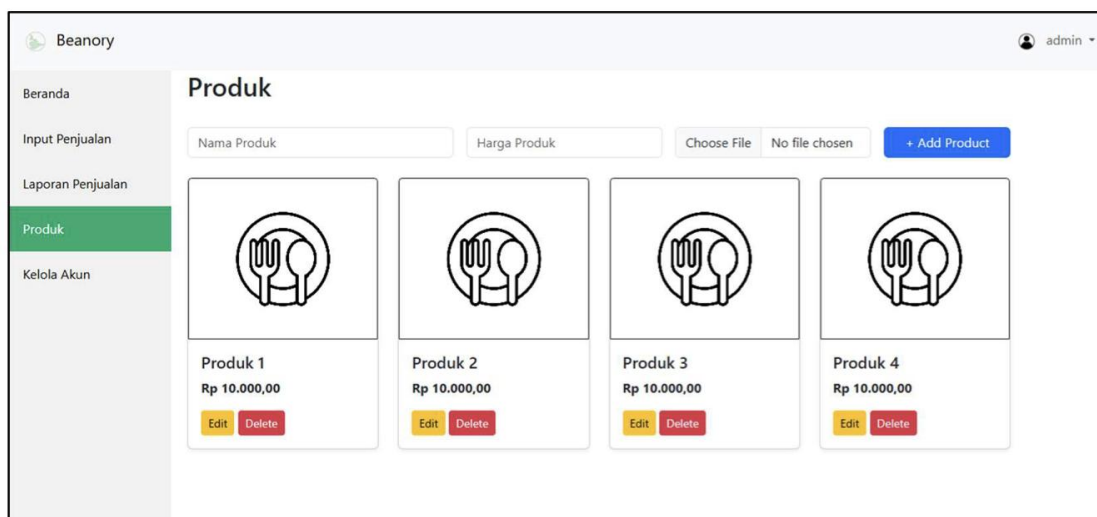 Beanory
admin
Beranda
Input Penjualan
Laporan Penjualan
Produk
Kelola Akun
Produk
Nama Produk
Harga Produk
Choose File No file chosen
+ Add Product
Produk 1
Rp 10.000,00
Edit Delete
Produk 2
Rp 10.000,00
Edit Delete
Produk 3
Rp 10.000,00
Edit Delete
Produk 4
Rp 10.000,00
Edit Delete